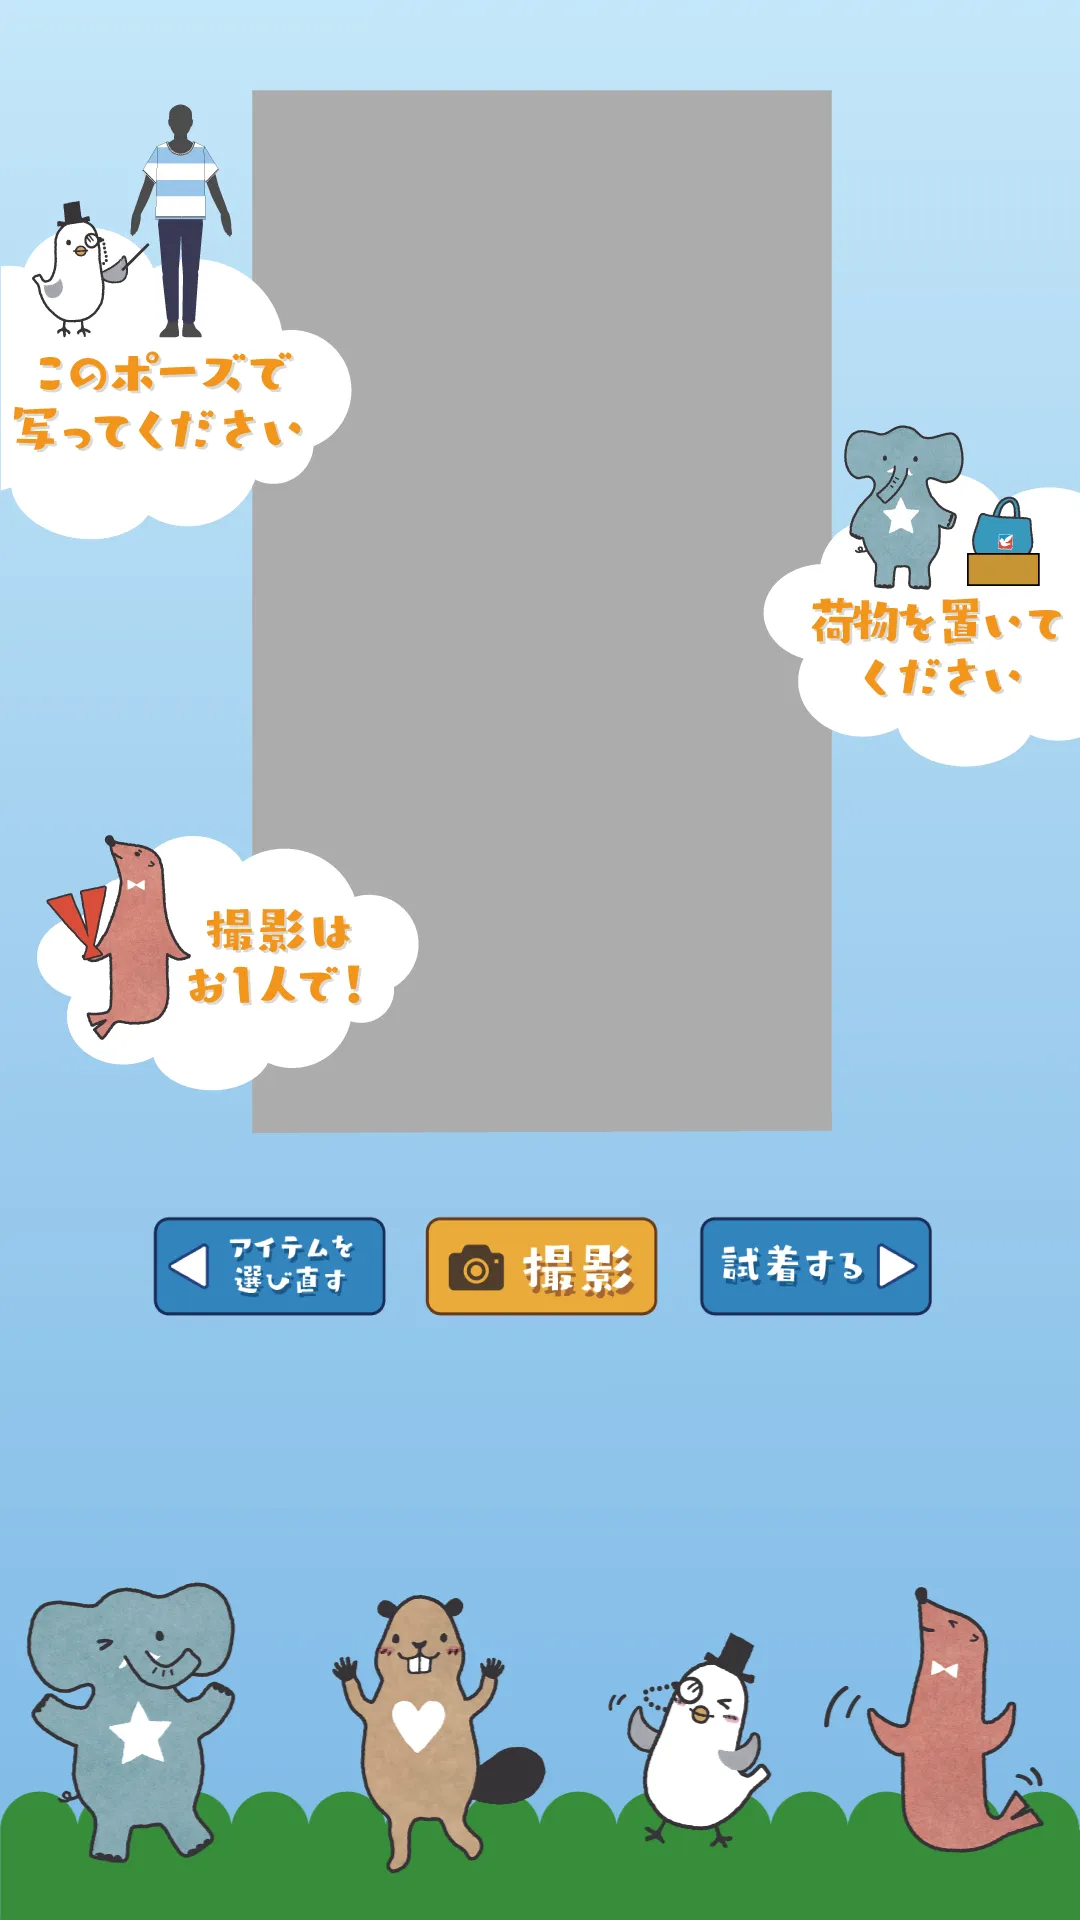 このポーズで
写ってください
荷物を置いて
ください
撮影は
お1人で!
アイテムを
選び直す
撮影
試着する